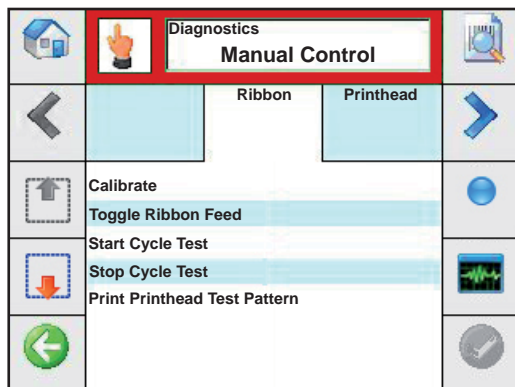 Diagnostics
Manual Control
Ribbon Printhead
Calibrate
Toggle Ribbon Feed
Start Cycle Test
Stop Cycle Test
Print Printhead Test Pattern